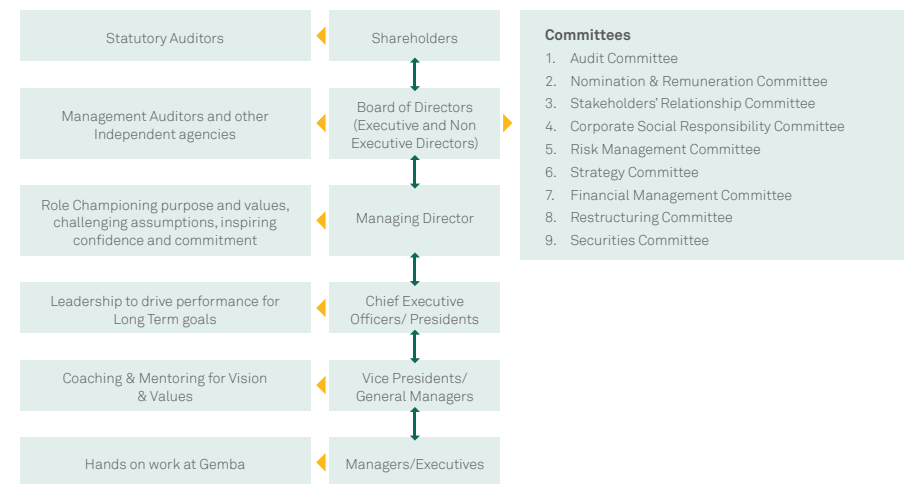 Statutory Auditors
Shareholders
Management Auditors and other
Independent agencies
Board of Directors
(Executive and Non
Executive Directors)
Role Championing purpose and values,
challenging assumptions, inspiring
confidence and commitment
Managing Director
Leadership to drive performance for
Long Term goals
Chief Executive
Officers/ Presidents
Coaching & Mentoring for Vision
& Values
Vice Presidents/
General Managers
Hands on work at Gemba
Managers/Executives
Committees
1. Audit Committee
2. Nomination & Remuneration Committee
3. Stakeholders' Relationship Committee
4. Corporate Social Responsibility Committee
5. Risk Management Committee
6. Strategy Committee
7. Financial Management Committee
8. Restructuring Committee
9. Securities Committee